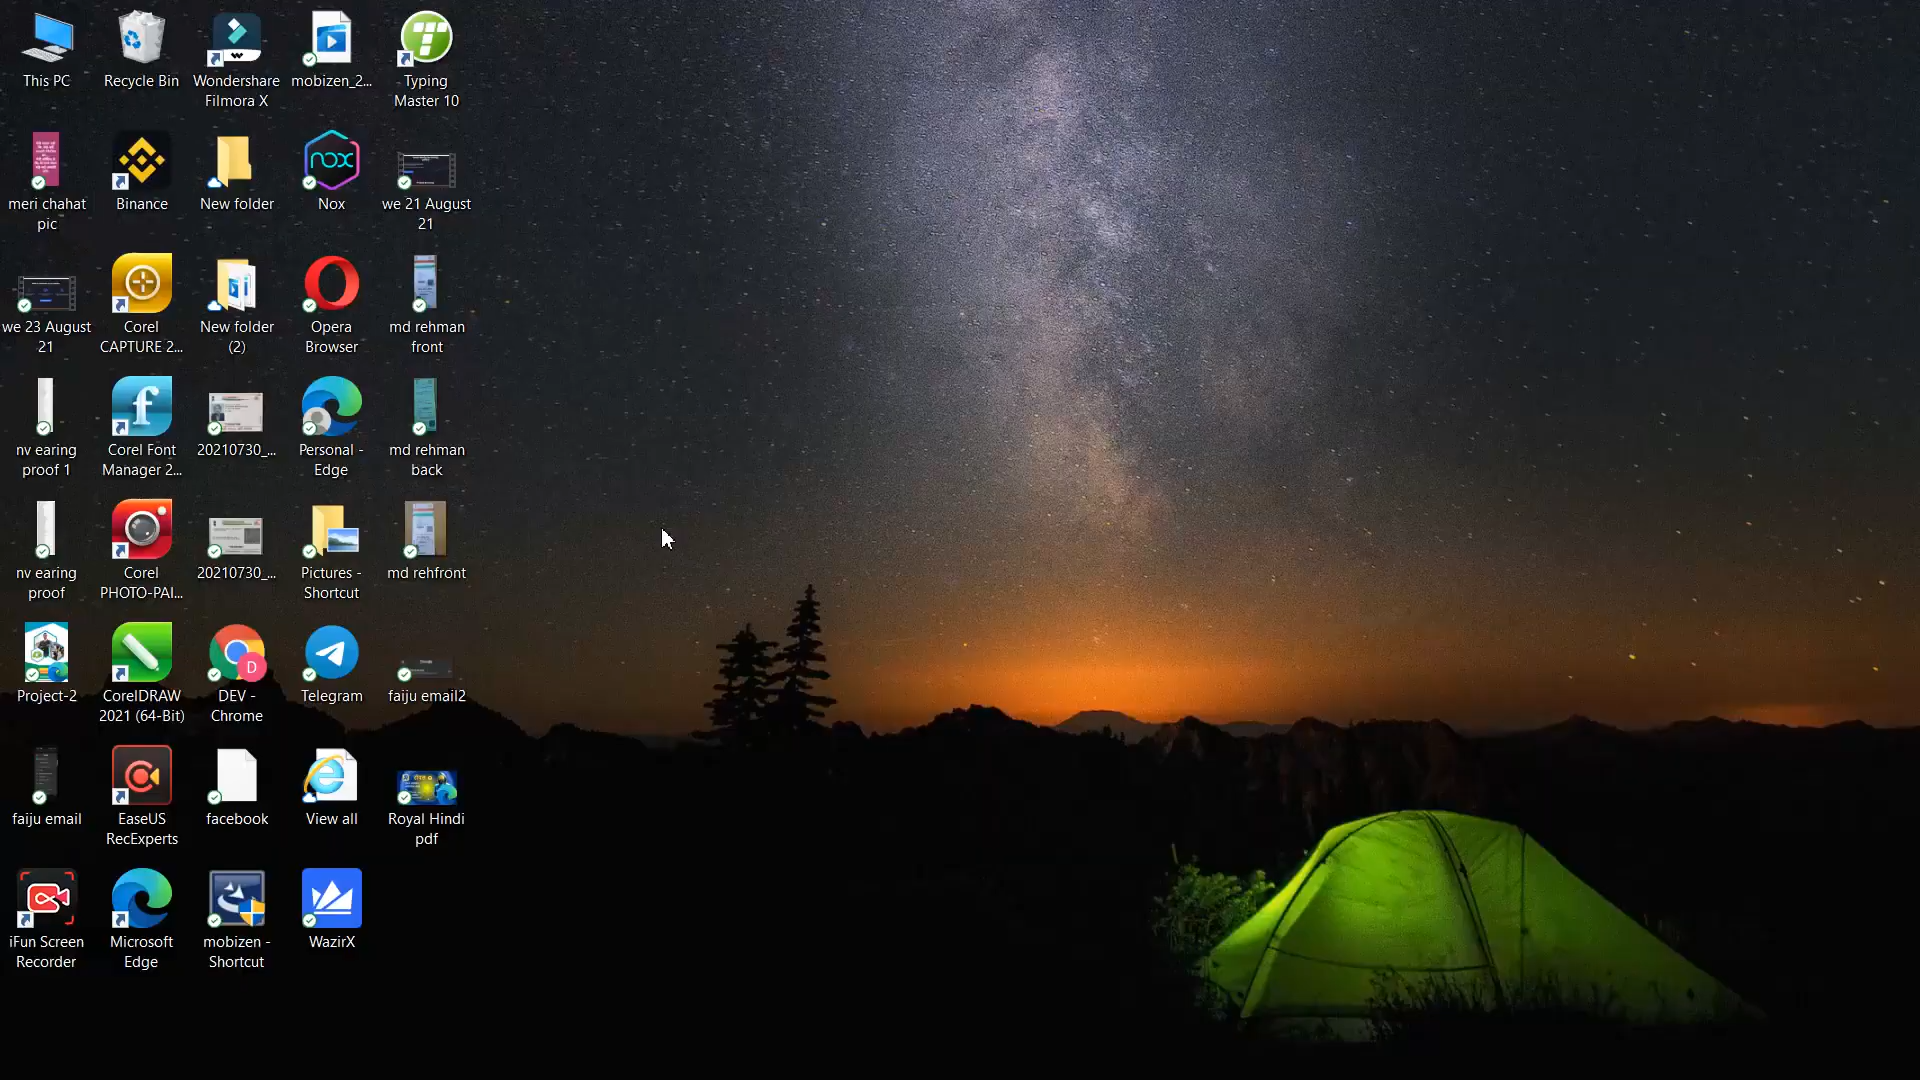 This PC
Recycle Bin
Wondershare
Filmora X
mobizen_2...
Typing
Master 10
meri chahat
pic
Binance
New folder
nox
Nox
we 21 August
21
we 23 August
21
Corel
CAPTURE 2...
New folder
(2)
Opera
Browser
md rehman
front
nv earing
proof 1
Corel Font
Manager 2...
20210730_...
Personal -
Edge
md rehman
back
nv earing
proof
Corel
PHOTO-PAI...
20210730_...
Pictures -
Shortcut
md rehfront
Project-2
CorelDRAW
2021 (64-Bit)
D
DEV -
Chrome
Telegram
faiju email2
faiju email
EaseUS
RecExperts
facebook
View all
Royal Hindi
pdf
iFun Screen
Recorder
Microsoft
Edge
mobizen -
Shortcut
WazirX